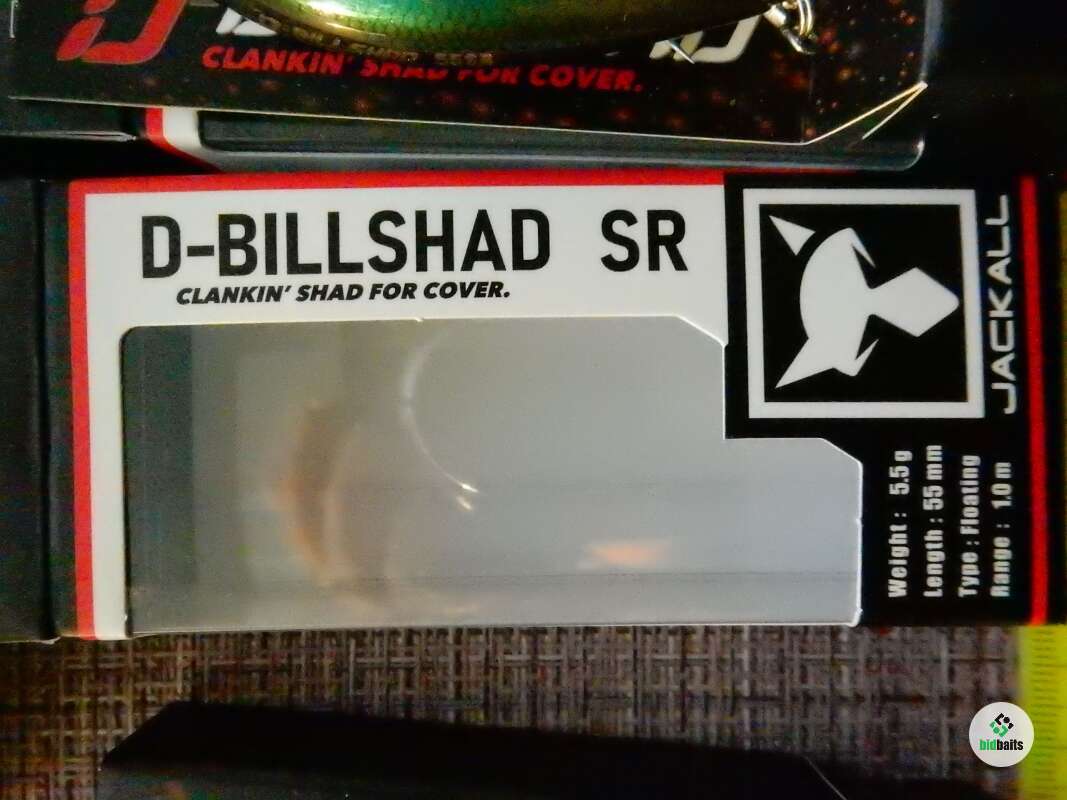 CLANKIN' SHAD FOR COVER.
D-BILLSHAD SR
CLANKIN' SHAD FOR COVER.
JACKALL
Weight : 5.5 g
Length : 55 mm
Type : Floating
Range : 1.0 m
bidbaits